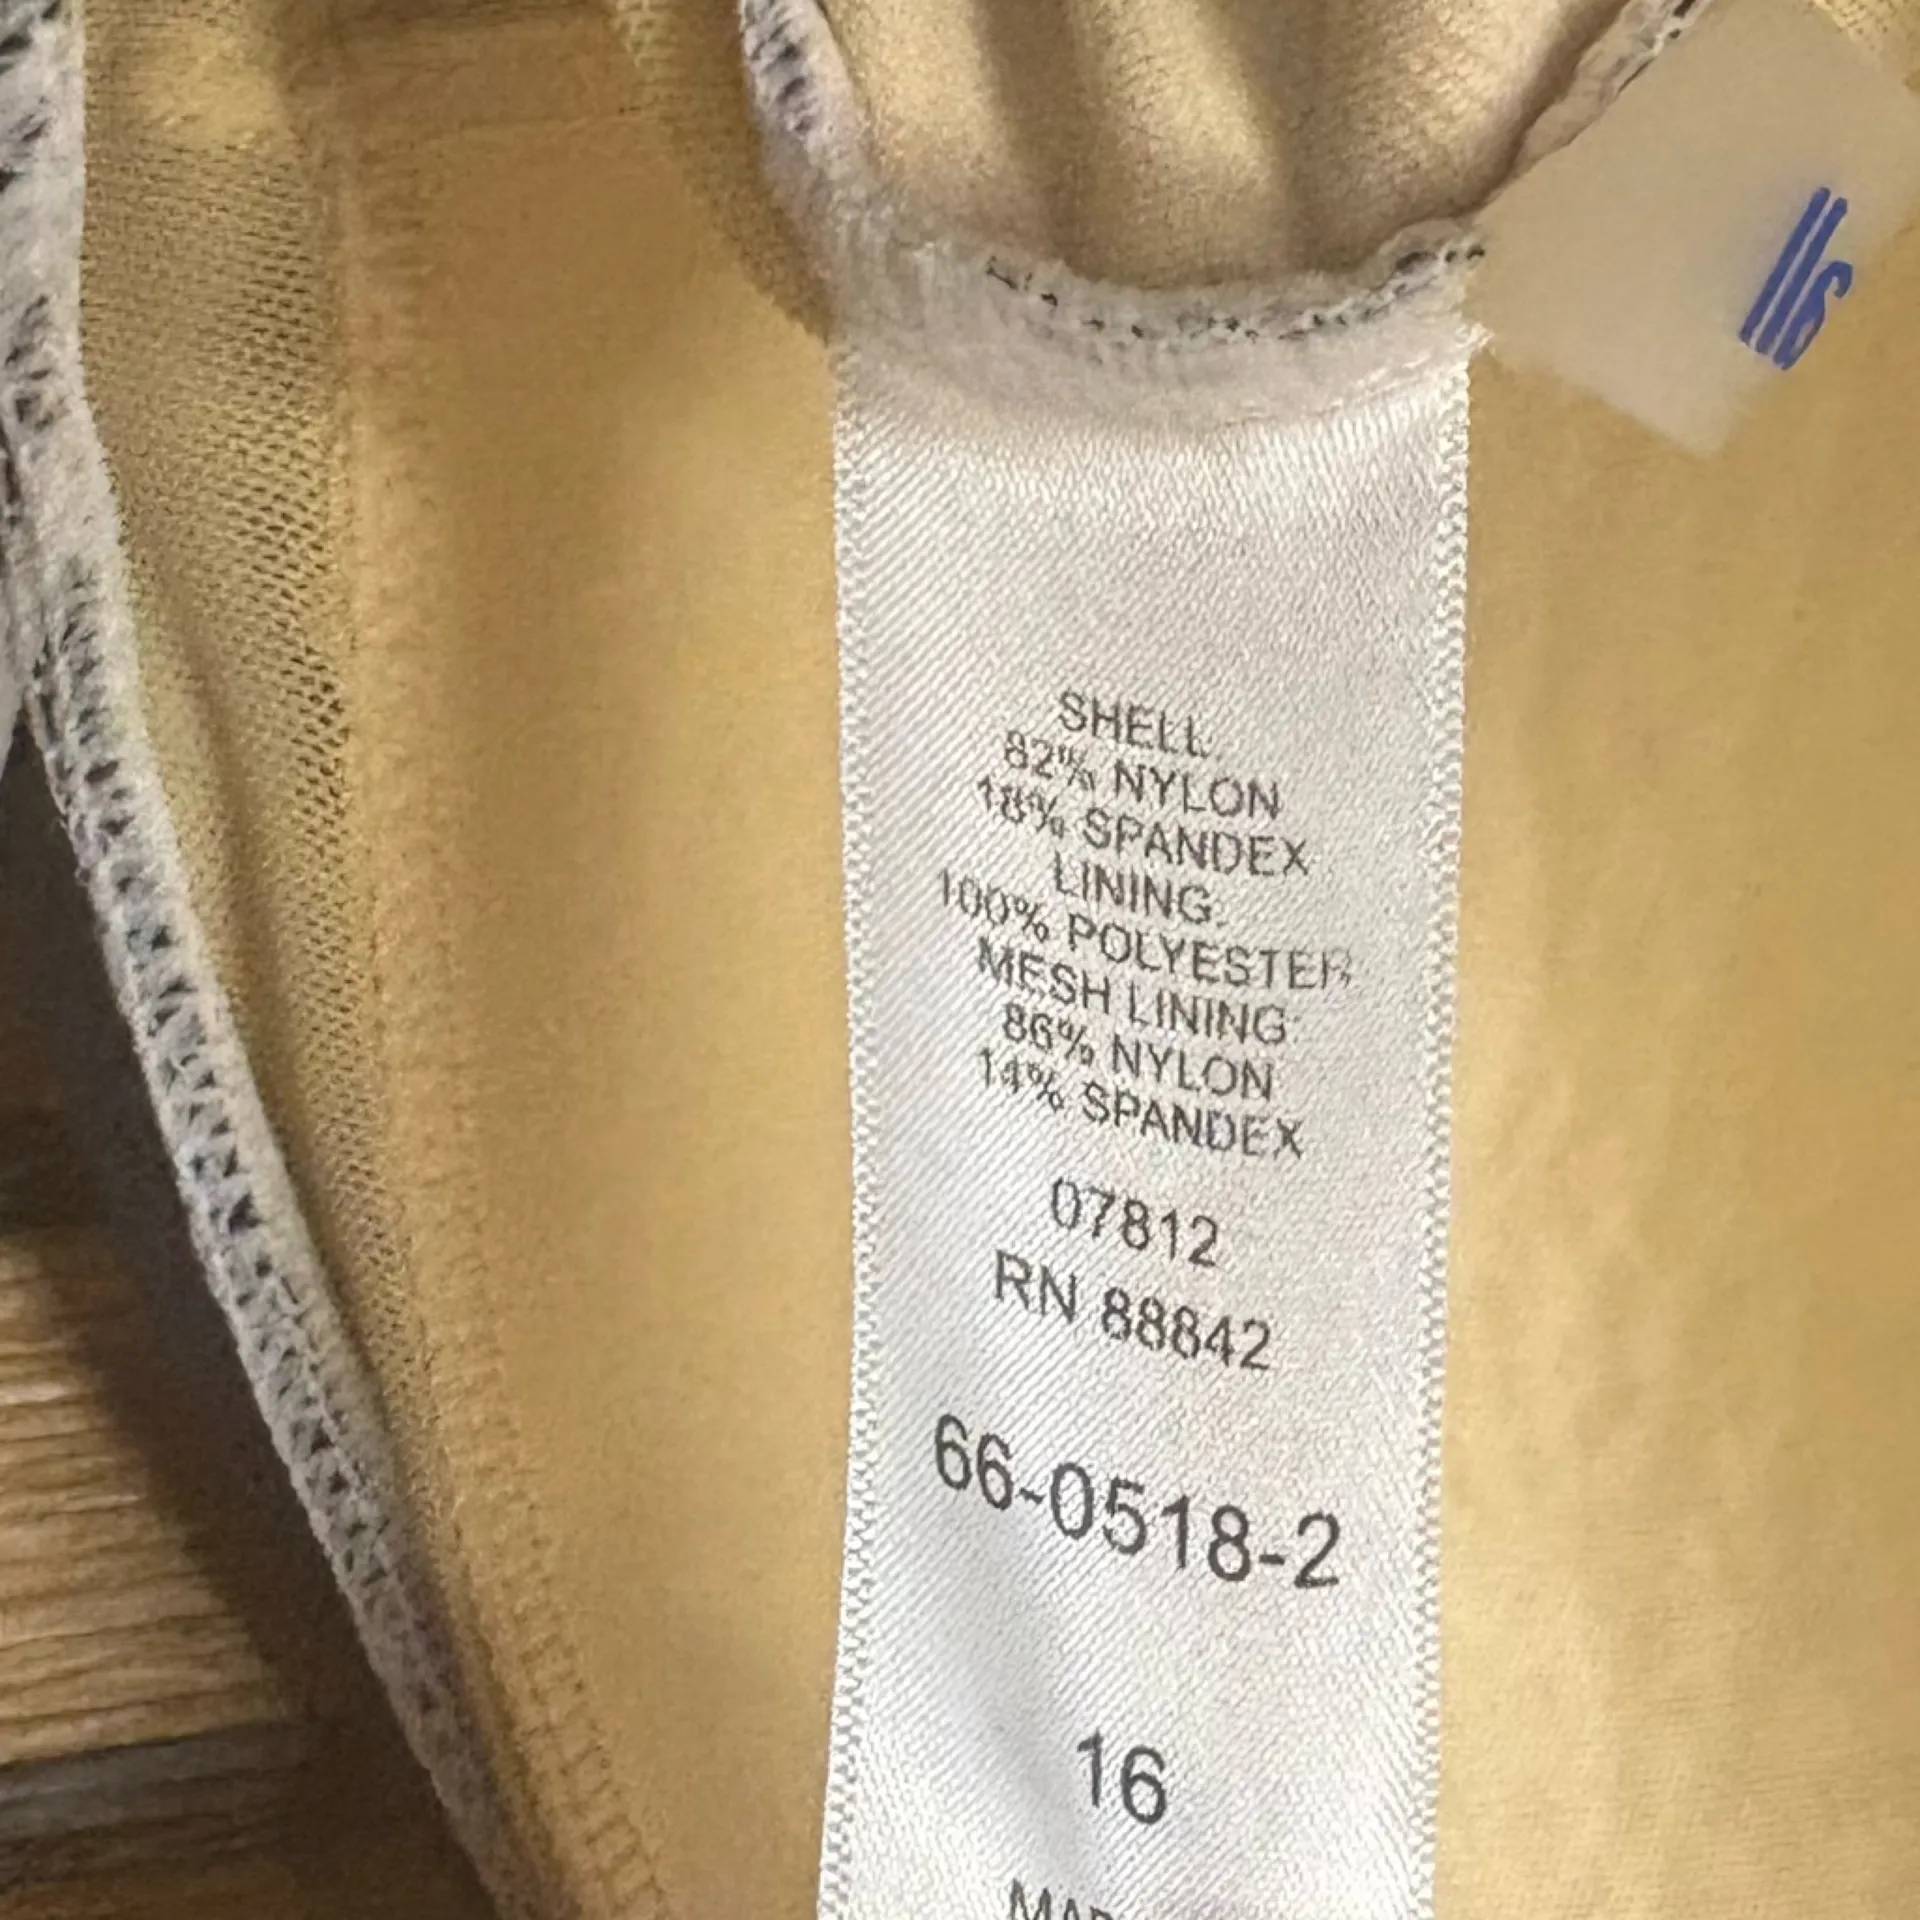 SHELL:
82% NYLON
18% SPANDEX
LINING:
100% POLYESTER
MESH LINING:
86% NYLON
14% SPANDEX
07812
RN 88842
66-0518-2
16